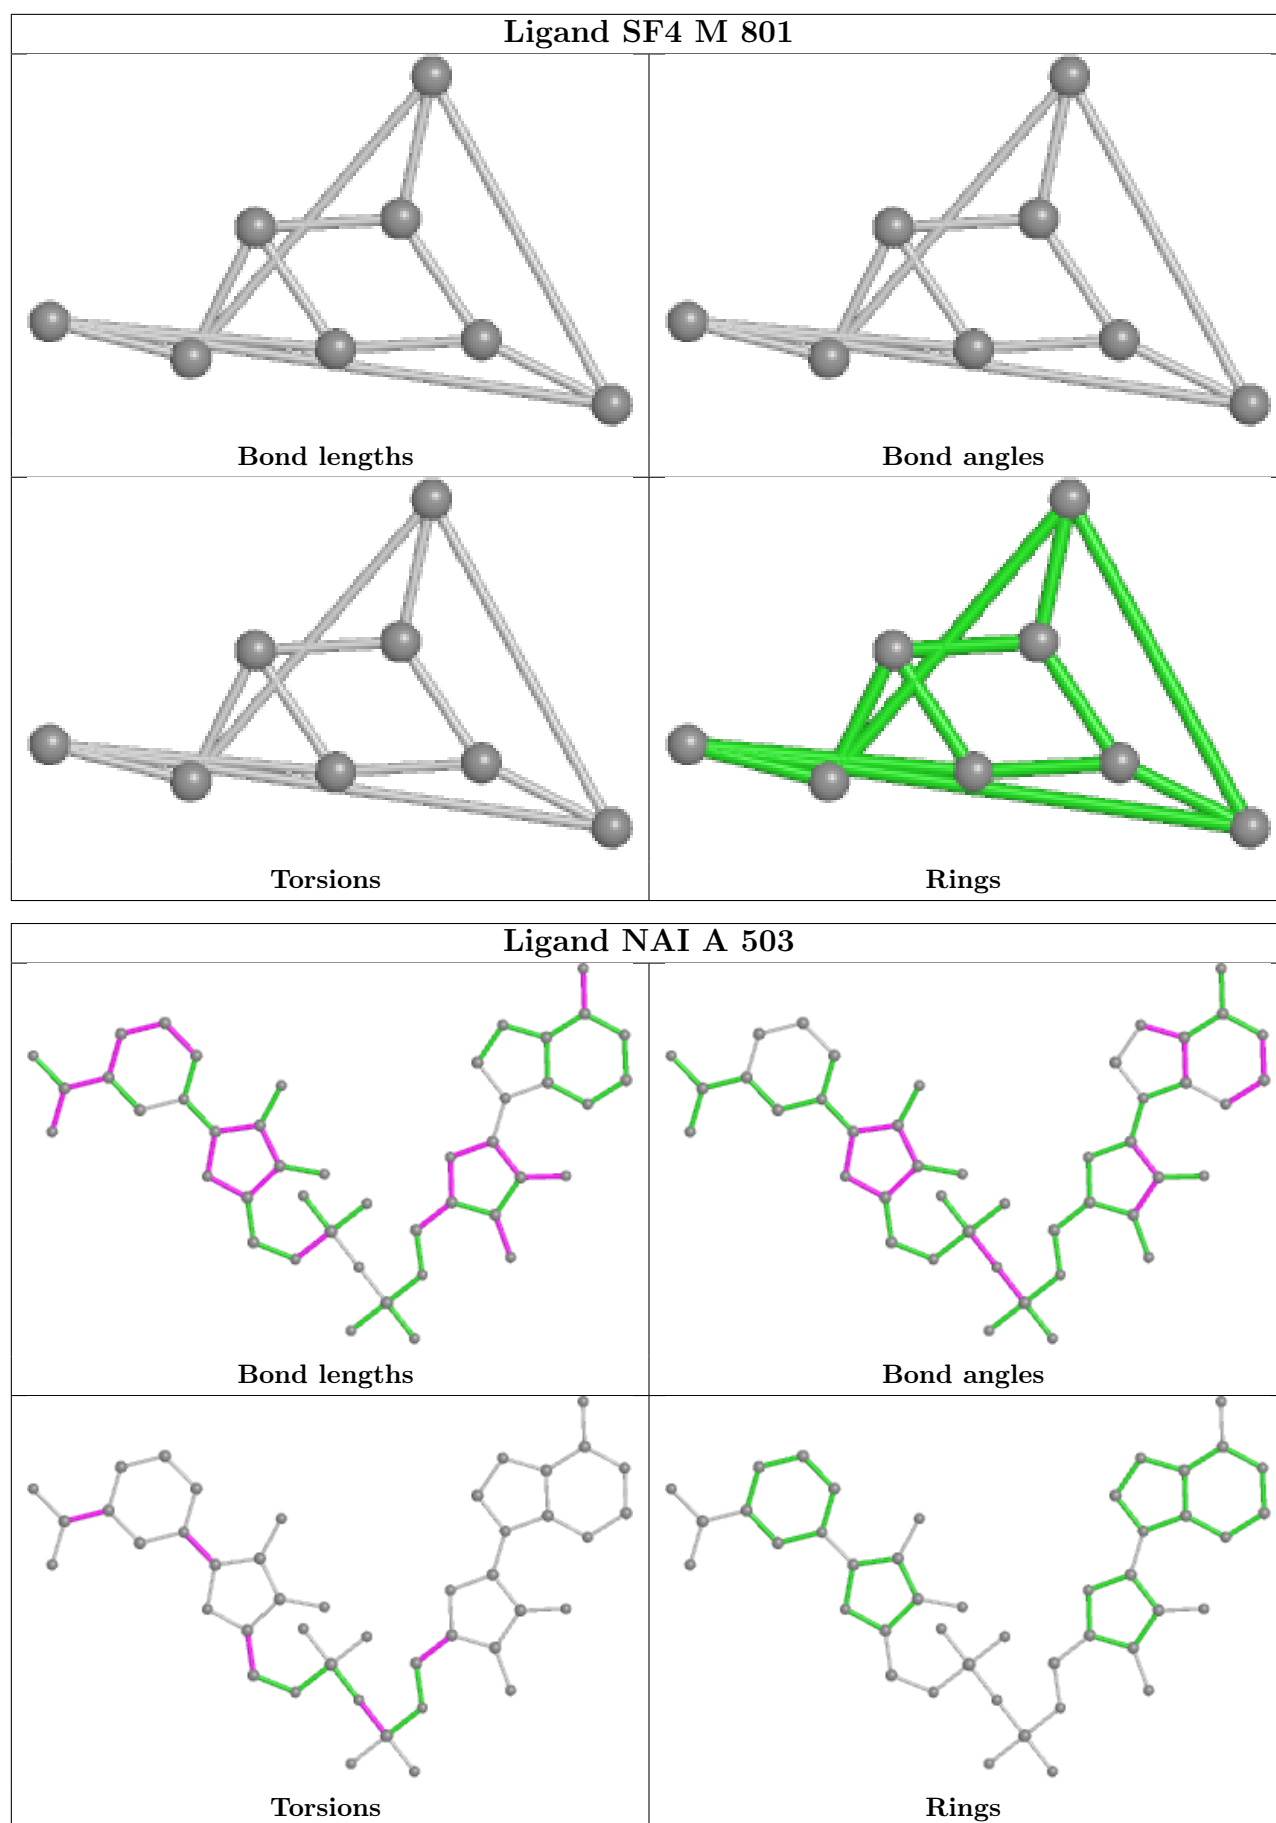 Ligand SF4 M 801
Bond lengths
Bond angles
Torsions
Rings
Ligand NAI A 503
Bond lengths
Bond angles
Torsions
Rings